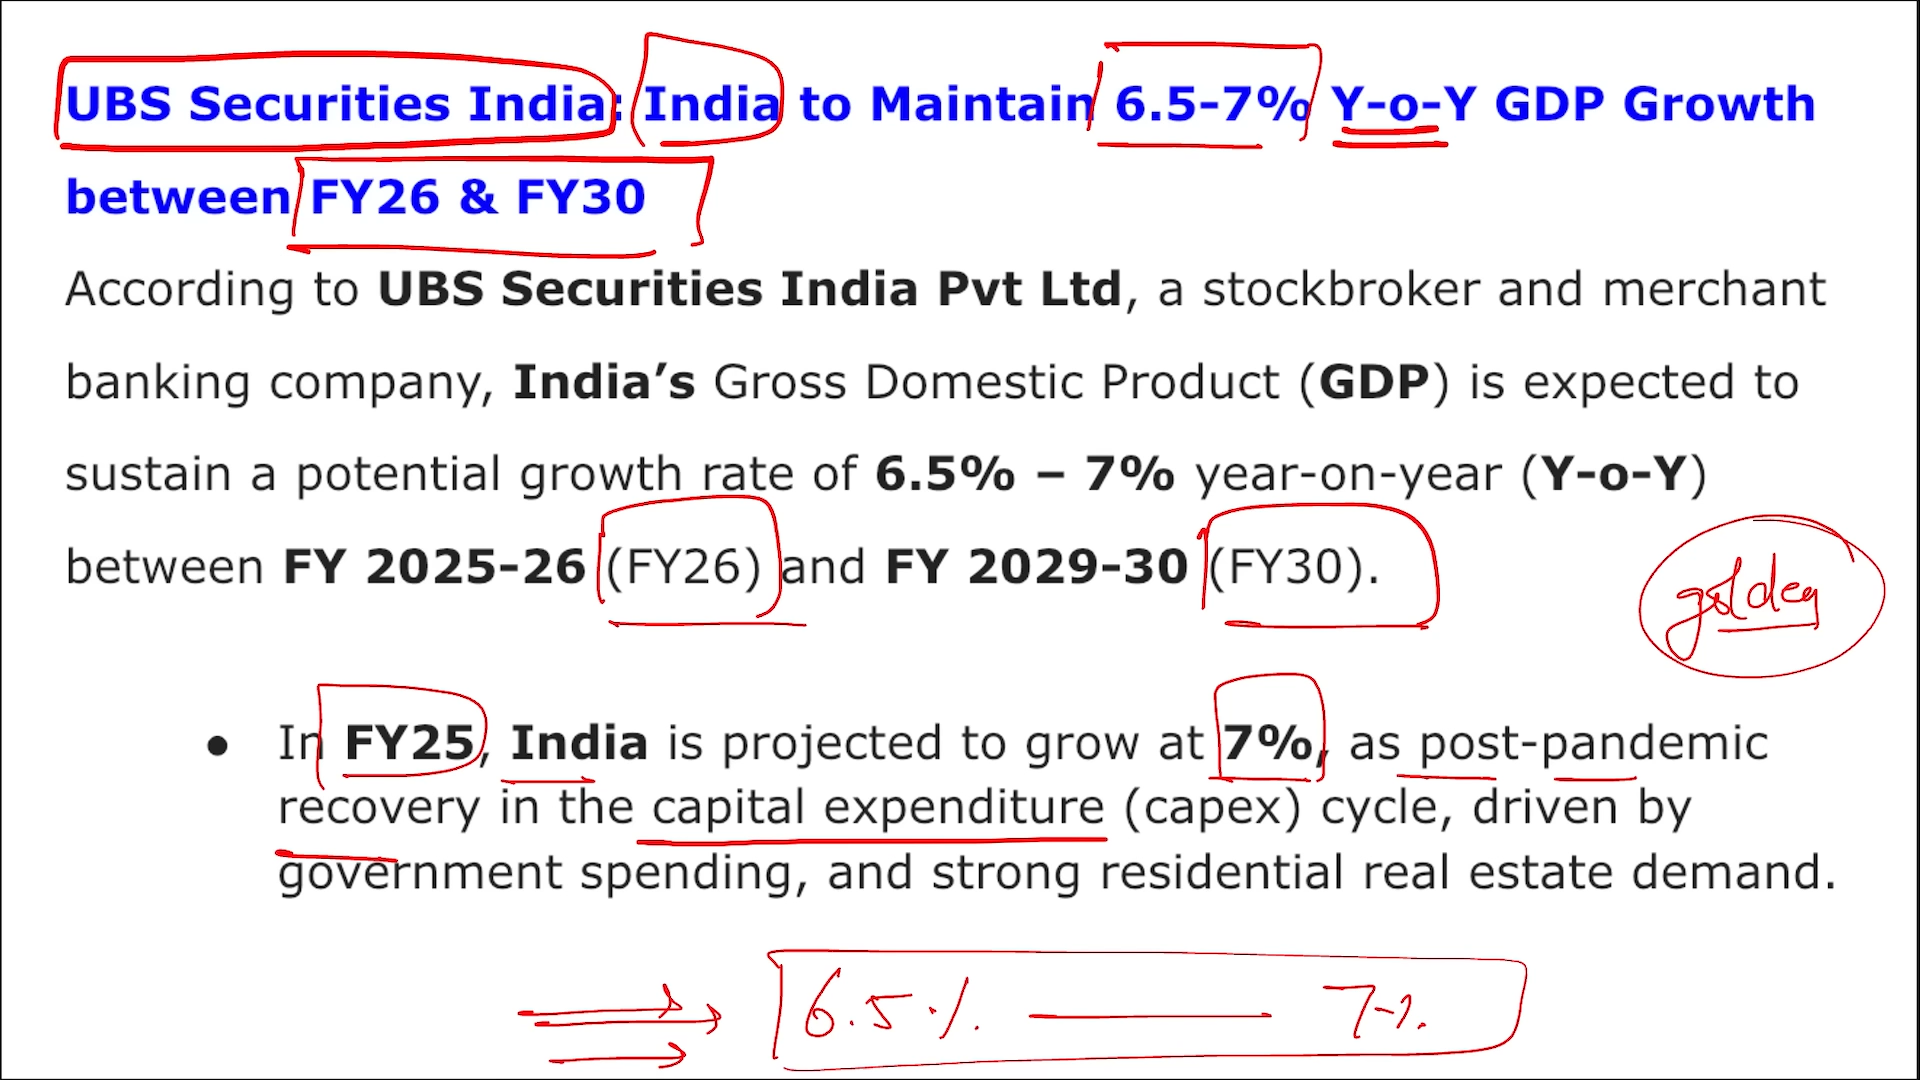 UBS Securities India: India to Maintain 6.5-7% Y-o-Y GDP Growth
between FY26 & FY30
According to UBS Securities India Pvt Ltd, a stockbroker and merchant
banking company, India’s Gross Domestic Product (GDP) is expected to
sustain a potential growth rate of 6.5% – 7% year-on-year (Y-o-Y)
between FY 2025-26 (FY26) and FY 2029-30 (FY30).
golden
● In FY25, India is projected to grow at 7%, as post-pandemic
recovery in the capital expenditure (capex) cycle, driven by
government spending, and strong residential real estate demand.
6.5% — 7%